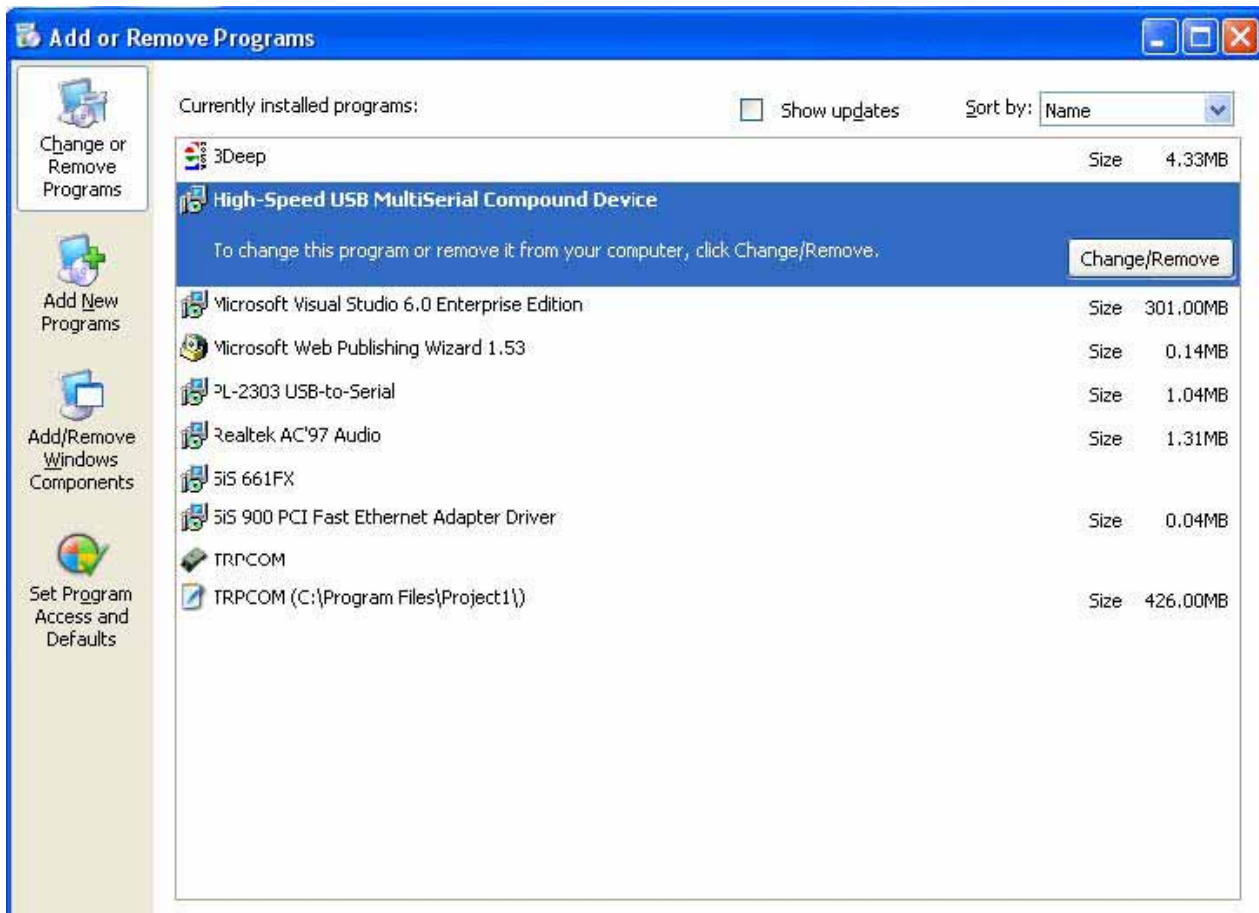 Add or Remove Programs
Change or
Remove
Programs
Add New
Programs
Add/Remove
Windows
Components
Set Program
Access and
Defaults
Currently installed programs:
Show updates
Sort by: Name
3Deep Size 4.33MB
High-Speed USB MultiSerial Compound Device
To change this program or remove it from your computer, click Change/Remove.
Change/Remove
Microsoft Visual Studio 6.0 Enterprise Edition Size 301.00MB
Microsoft Web Publishing Wizard 1.53 Size 0.14MB
PL-2303 USB-to-Serial Size 1.04MB
Realtek AC'97 Audio Size 1.31MB
SiS 661FX
SiS 900 PCI Fast Ethernet Adapter Driver Size 0.04MB
TRPCOM
TRPCOM (C:\Program Files\Project1\) Size 426.00MB